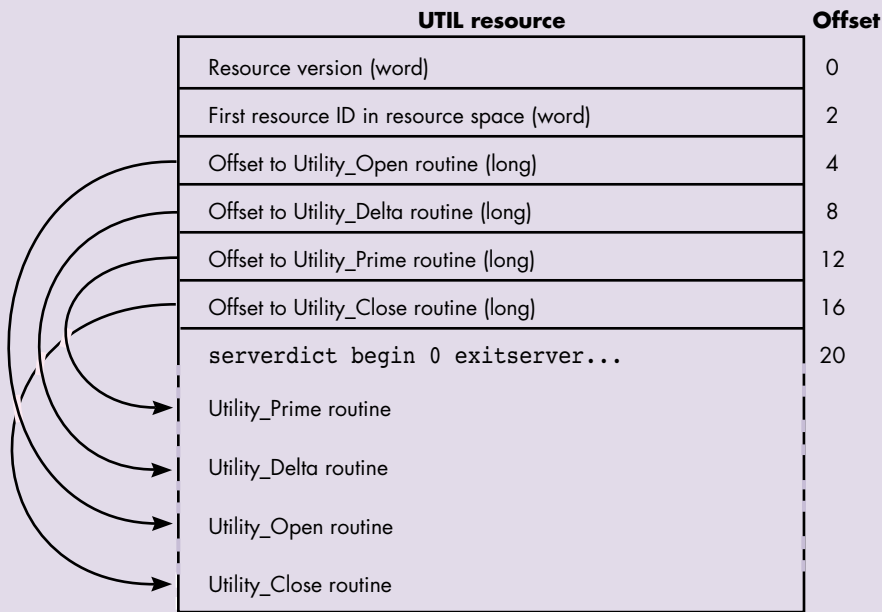 UTIL resource Offset
Resource version (word) 0
First resource ID in resource space (word) 2
Offset to Utility_Open routine (long) 4
Offset to Utility_Delta routine (long) 8
Offset to Utility_Prime routine (long) 12
Offset to Utility_Close routine (long) 16
serverdict begin 0 exitserver... 20
Utility_Prime routine
Utility_Delta routine
Utility_Open routine
Utility_Close routine